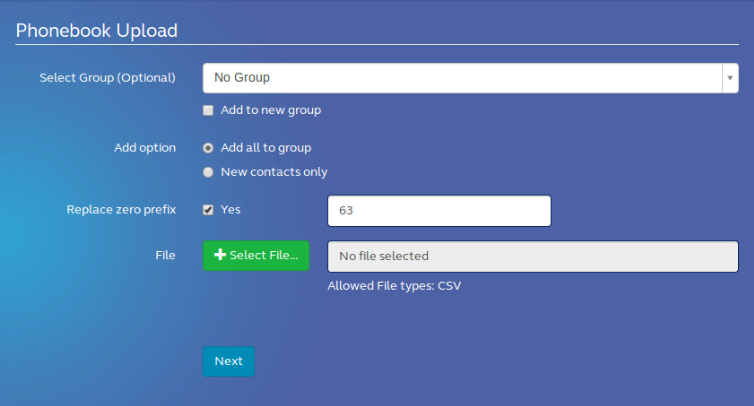 Phonebook Upload
Select Group (Optional) No Group
Add to new group
Add option Add all to group
New contacts only
Replace zero prefix Yes 63
File Select File... No file selected
Allowed File types: CSV
Next